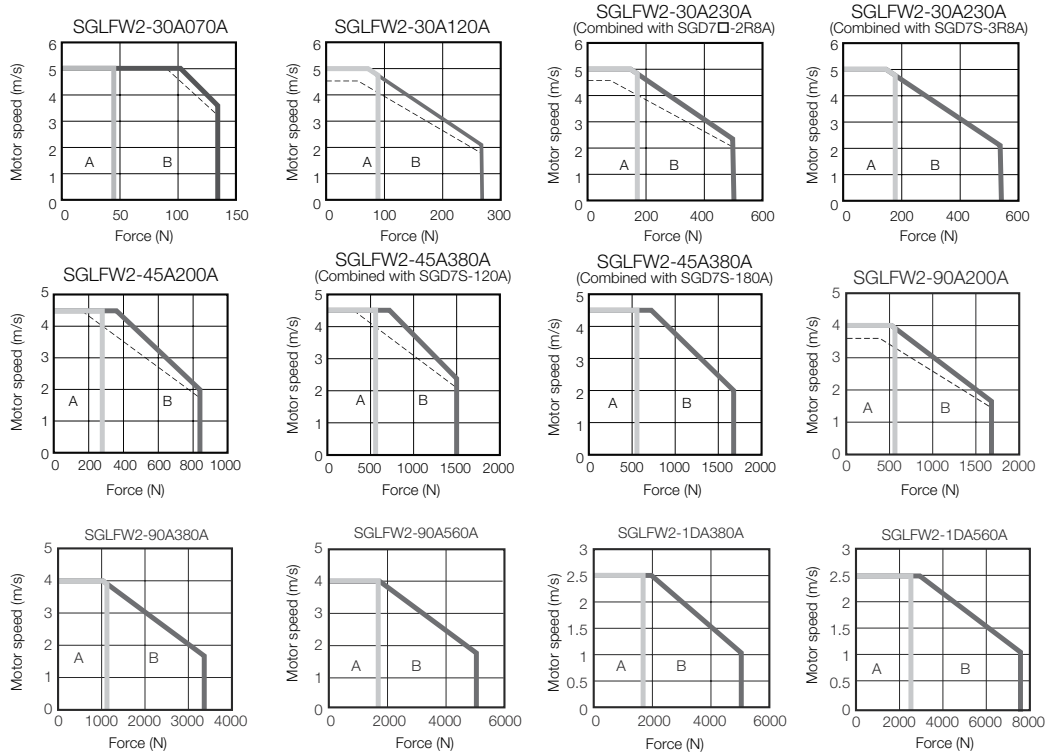 SGLFW2-30A070A
6
5
4
3
2
1
0
Motor speed (m/s)
A
B
0 50 100 150
Force (N)
SGLFW2-30A120A
6
5
4
3
2
1
0
Motor speed (m/s)
A
B
0 100 200 300
Force (N)
SGLFW2-30A230A
(Combined with SGD7□-2R8A)
6
5
4
3
2
1
0
Motor speed (m/s)
A
B
0 200 400 600
Force (N)
SGLFW2-30A230A
(Combined with SGD7S-3R8A)
6
5
4
3
2
1
0
Motor speed (m/s)
A
B
0 200 400 600
Force (N)
SGLFW2-45A200A
5
4
3
2
1
0
Motor speed (m/s)
A
B
0 200 400 600 800 1000
Force (N)
SGLFW2-45A380A
(Combined with SGD7S-120A)
5
4
3
2
1
0
Motor speed (m/s)
A
B
0 500 1000 1500 2000
Force (N)
SGLFW2-45A380A
(Combined with SGD7S-180A)
5
4
3
2
1
0
Motor speed (m/s)
A
B
0 500 1000 1500 2000
Force (N)
SGLFW2-90A200A
5
4
3
2
1
0
Motor speed (m/s)
A
B
0 500 1000 1500 2000
Force (N)
SGLFW2-90A380A
5
4
3
2
1
0
Motor speed (m/s)
A
B
0 1000 2000 3000 4000
Force (N)
SGLFW2-90A560A
5
4
3
2
1
0
Motor speed (m/s)
A
B
0 2000 4000 6000
Force (N)
SGLFW2-1DA380A
3
2.5
2
1.5
1
0.5
0
Motor speed (m/s)
A
B
0 2000 4000 6000
Force (N)
SGLFW2-1DA560A
3
2.5
2
1.5
1
0.5
0
Motor speed (m/s)
A
B
0 2000 4000 6000 8000
Force (N)